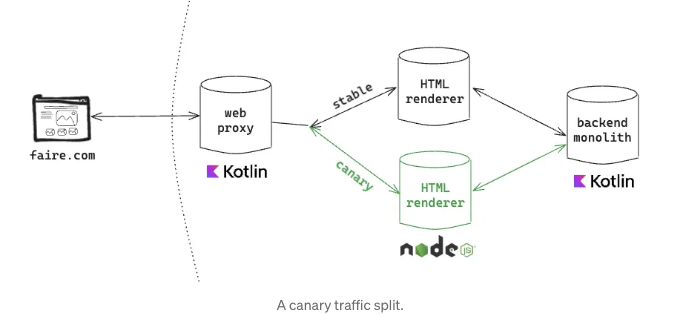 faire.com
web
proxy
Kotlin
stable
canary
HTML
renderer
HTML
renderer
node
JS
backend
monolith
Kotlin
A canary traffic split.